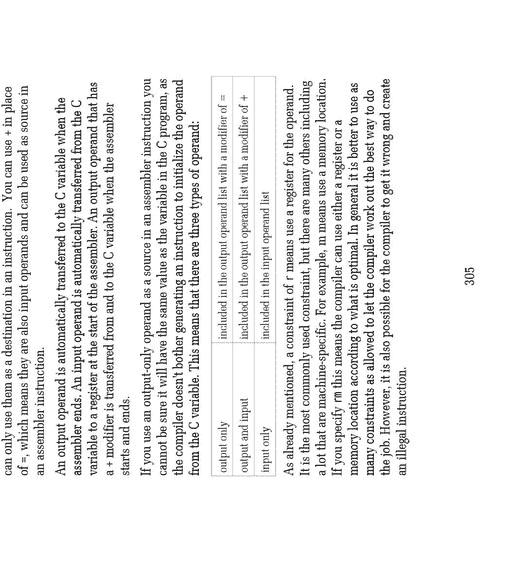 can only use them as a destination in an instruction. You can use + in place
of =, which means they are also input operands and can be used as source in
an assembler instruction.
An output operand is automatically transferred to the C variable when the
assembler ends. An input operand is automatically transferred from the C
variable to a register at the start of the assembler. An output operand that has
a + modifier is transferred from and to the C variable when the assembler
starts and ends.
If you use an output-only operand as a source in an assembler instruction you
cannot be sure it will have the same value as the variable in the C program, as
the compiler doesn't bother generating an instruction to initialize the operand
from the C variable. This means that there are three types of operand:
output only included in the output operand list with a modifier of =
output and input included in the output operand list with a modifier of +
input only included in the input operand list
As already mentioned, a constraint of r means use a register for the operand.
It is the most commonly used constraint, but there are many others including
a lot that are machine-specific. For example, m means use a memory location.
If you specify rm this means the compiler can use either a register or a
memory location according to what is optimal. In general it is better to use as
many constraints as allowed to let the compiler work out the best way to do
the job. However, it is also possible for the compiler to get it wrong and create
an illegal instruction.
305